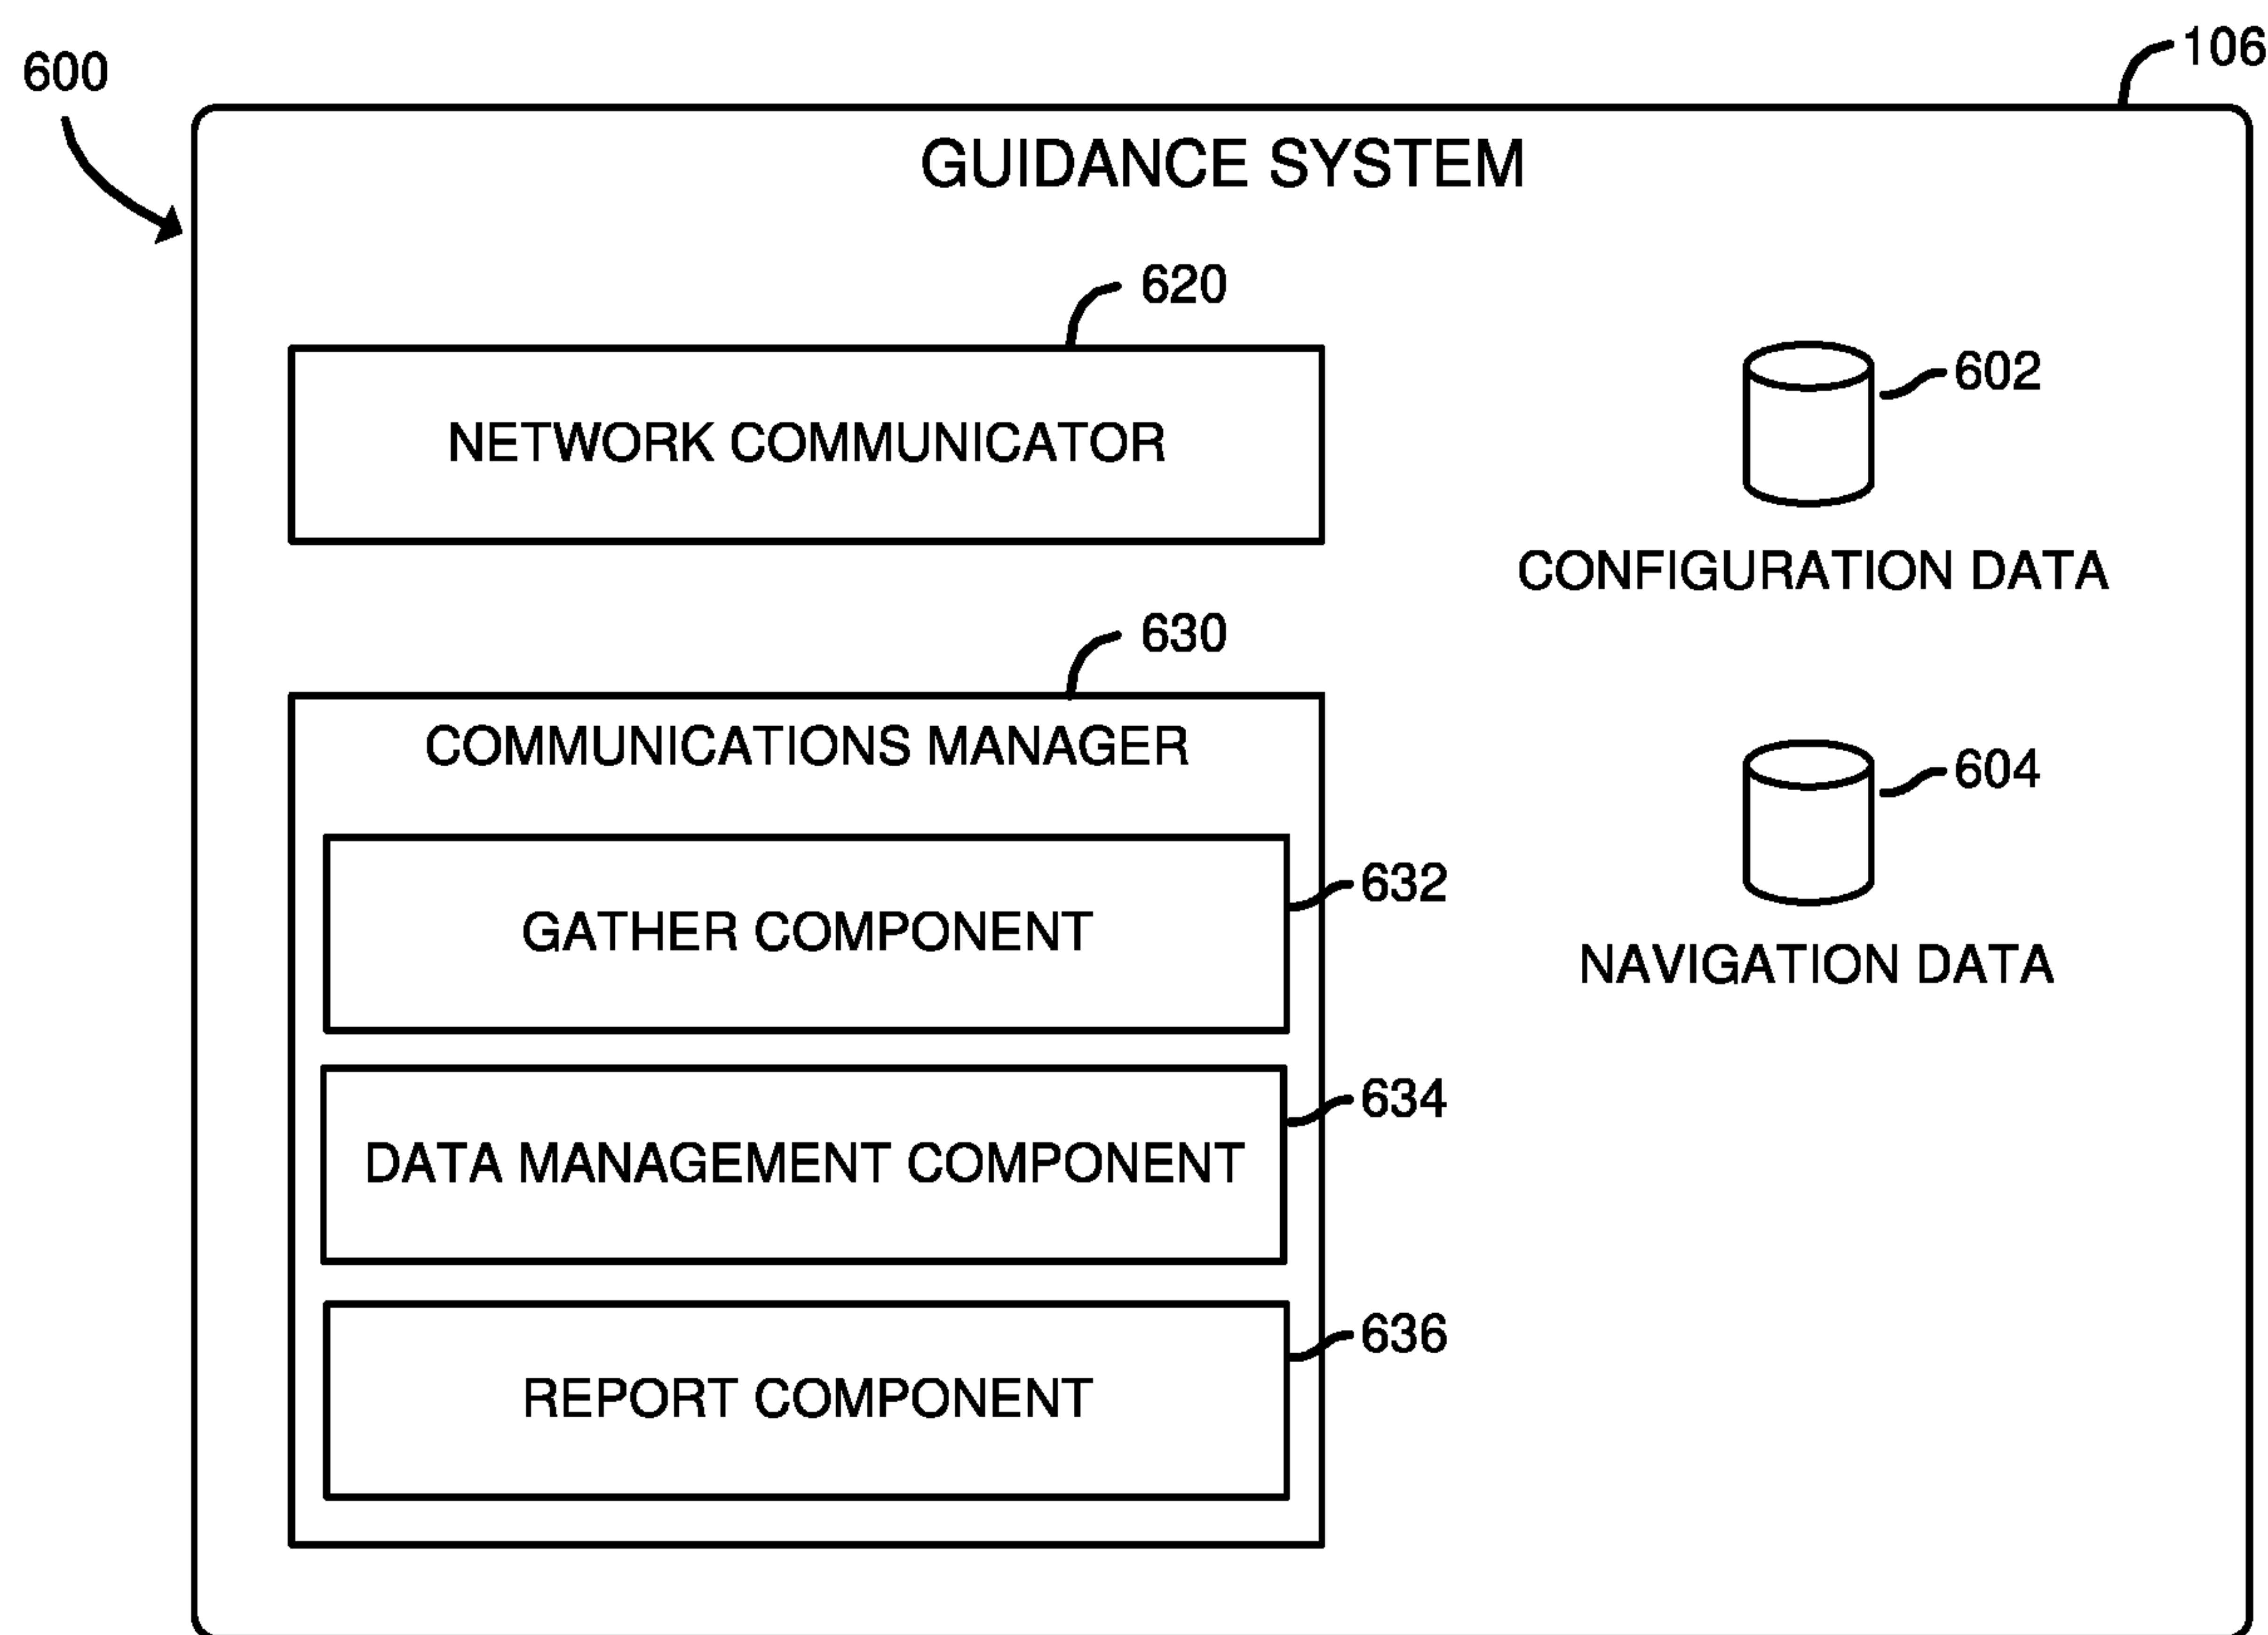 600
106
GUIDANCE SYSTEM
620
NETWORK COMMUNICATOR
602
CONFIGURATION DATA
630
COMMUNICATIONS MANAGER
604
NAVIGATION DATA
632
GATHER COMPONENT
634
DATA MANAGEMENT COMPONENT
636
REPORT COMPONENT